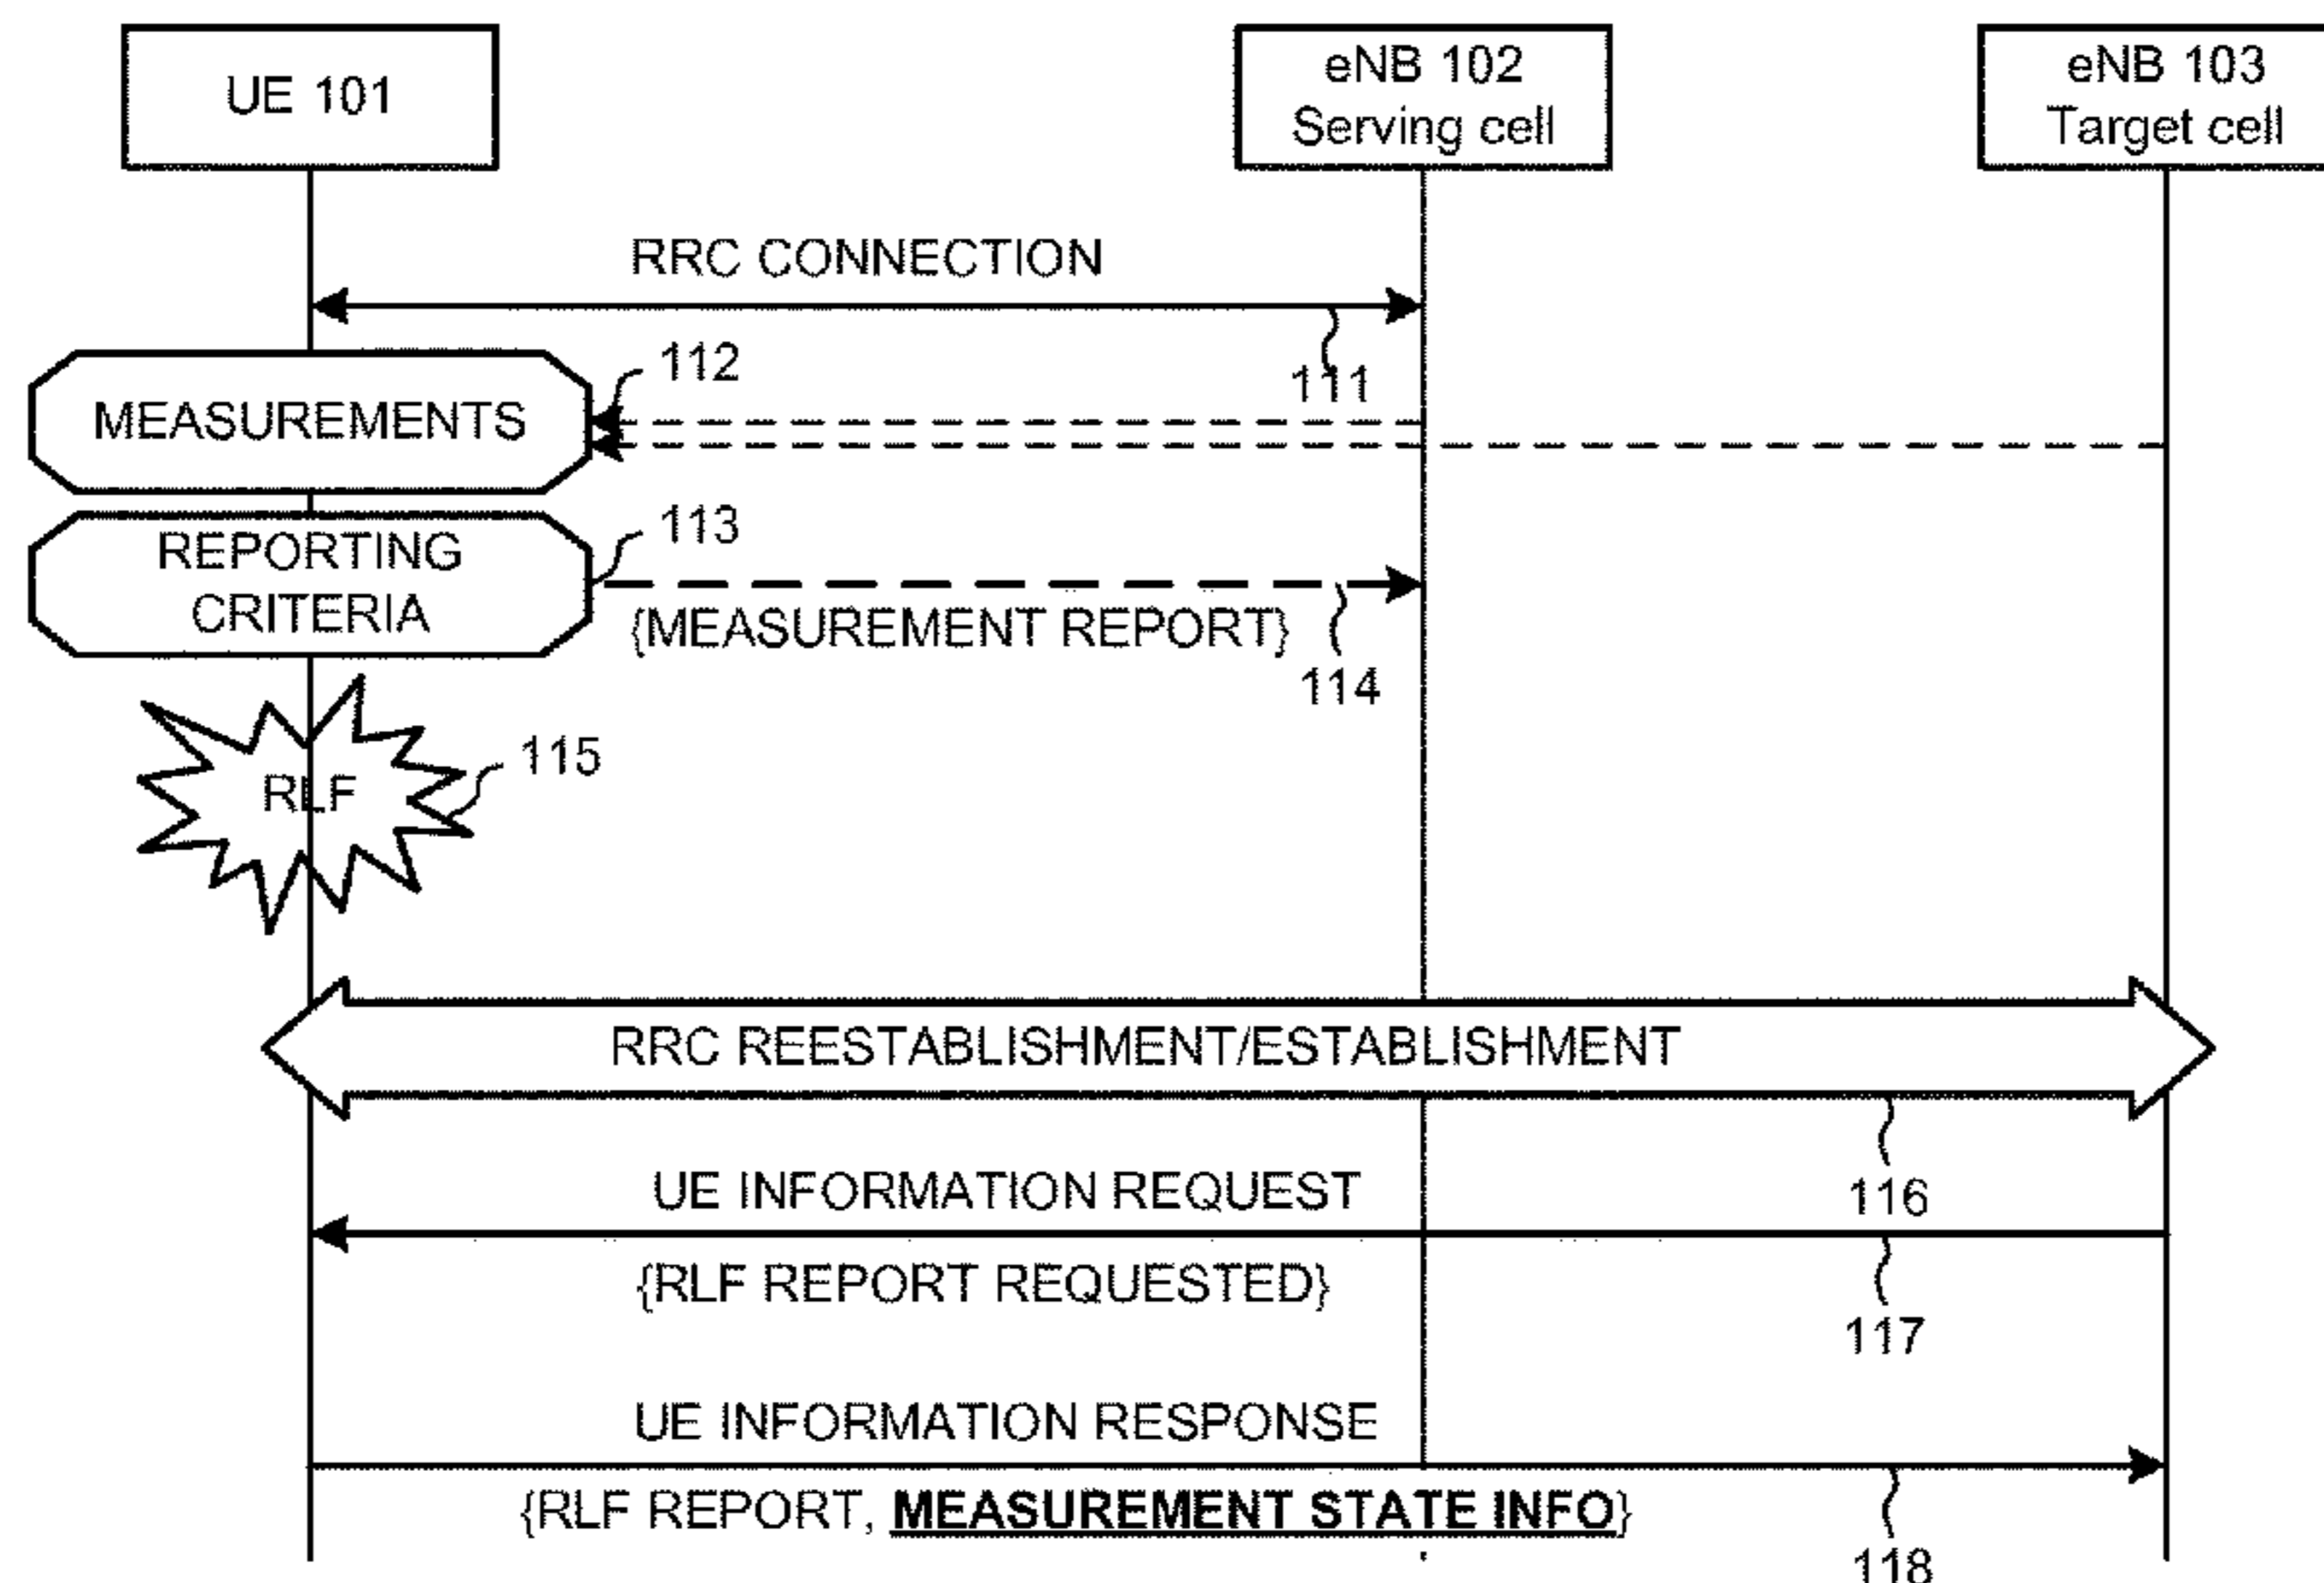 UE 101
eNB 102
Serving cell
eNB 103
Target cell
RRC CONNECTION
111
112
MEASUREMENTS
113
REPORTING
CRITERIA
{MEASUREMENT REPORT}
114
RLF
115
RRC REESTABLISHMENT/ESTABLISHMENT
116
UE INFORMATION REQUEST
{RLF REPORT REQUESTED}
117
UE INFORMATION RESPONSE
{RLF REPORT, MEASUREMENT STATE INFO}
118